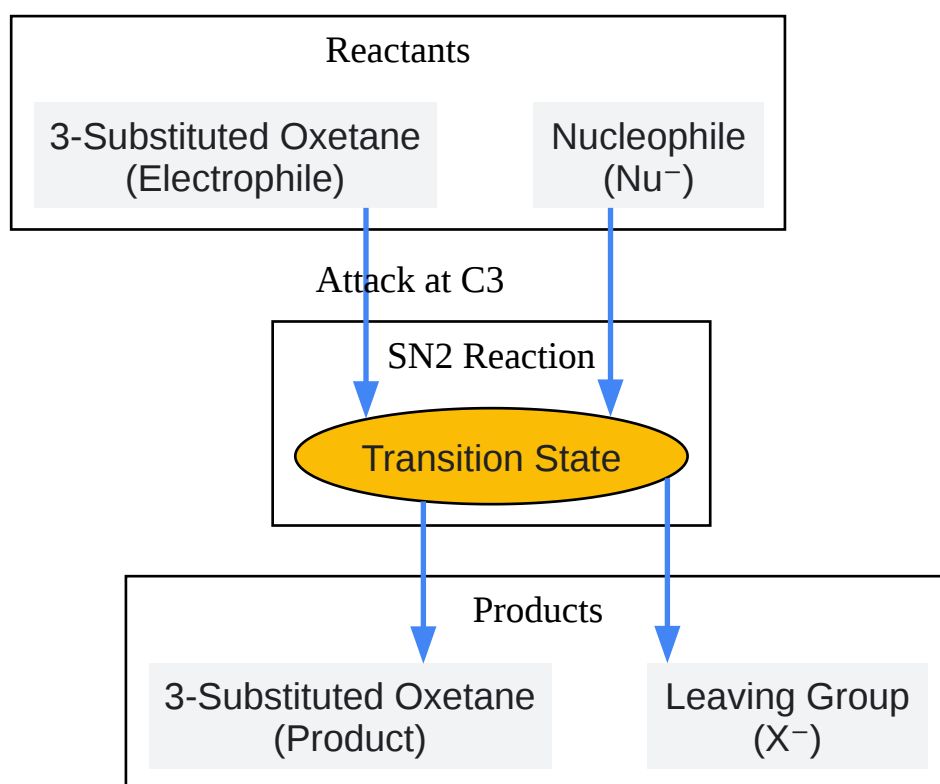 Reactants
3-Substituted Oxetane
(Electrophile)
Nucleophile
(Nu⁻)
Attack at C3
SN2 Reaction
Transition State
Products
3-Substituted Oxetane
(Product)
Leaving Group
(X⁻)